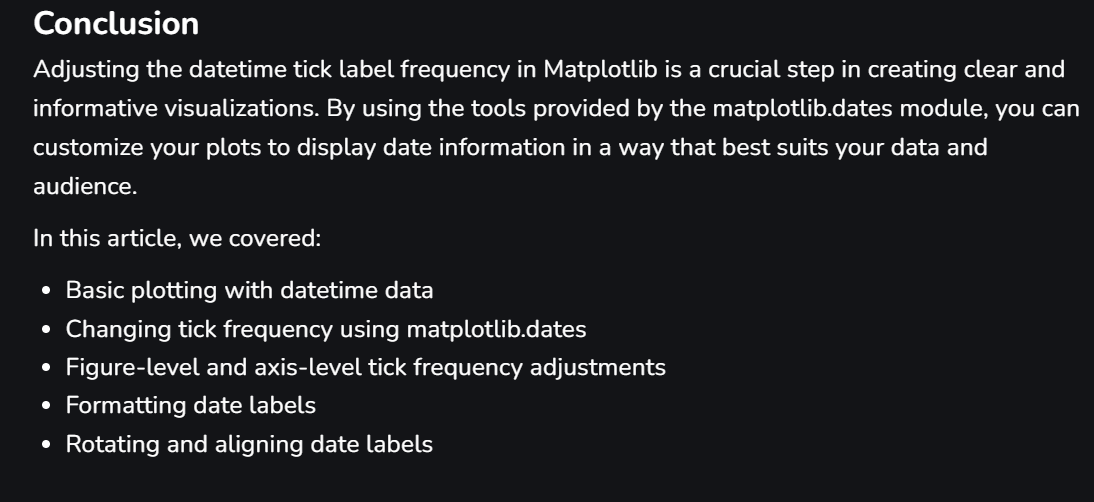 Conclusion
Adjusting the datetime tick label frequency in Matplotlib is a crucial step in creating clear and
informative visualizations. By using the tools provided by the matplotlib.dates module, you can
customize your plots to display date information in a way that best suits your data and
audience.
In this article, we covered:
• Basic plotting with datetime data
• Changing tick frequency using matplotlib.dates
• Figure-level and axis-level tick frequency adjustments
• Formatting date labels
• Rotating and aligning date labels